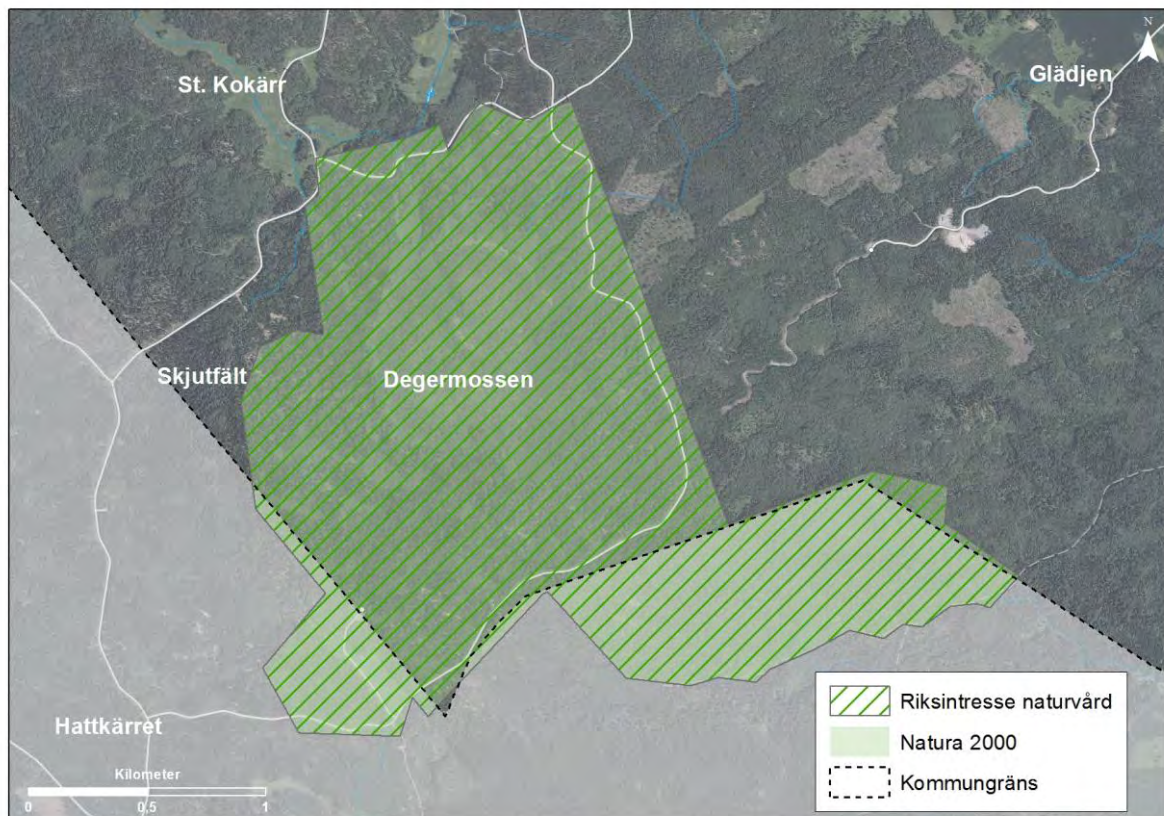 N
St. Kokärr
Glädjen
Skjutfält
Degermossen
Hattkärret
Kilometer
0 0,5 1
Riksintresse naturvård
Natura 2000
Kommungräns